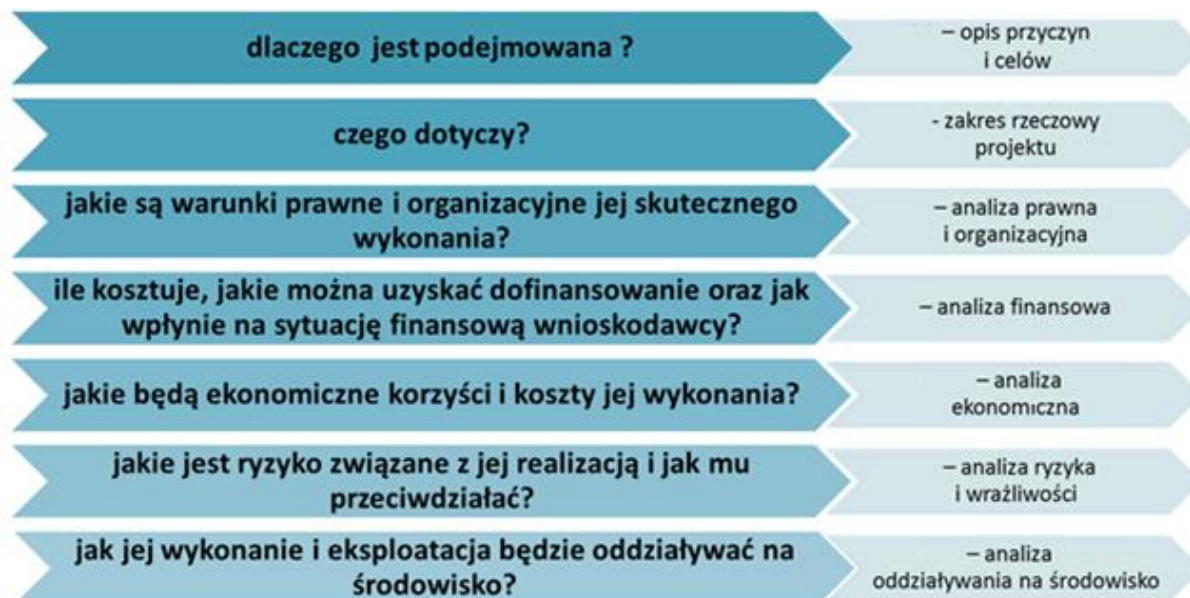 dlaczego jest podejmowana ?
– opis przyczyn
i celów
czego dotyczy?
- zakres rzeczowy
projektu
jakie są warunki prawne i organizacyjne jej skutecznego
wykonania?
– analiza prawna
i organizacyjna
ile kosztuje, jakie można uzyskać dofinansowanie oraz jak
wpłynie na sytuację finansową wnioskodawcy?
– analiza finansowa
jakie będą ekonomiczne korzyści i koszty jej wykonania?
– analiza
ekonomiczna
jakie jest ryzyko związane z jej realizacją i jak mu
przeciwdziałać?
– analiza ryzyka
i wrażliwości
jak jej wykonanie i eksploatacja będzie oddziaływać na
środowisko?
– analiza
oddziaływania na środowisko